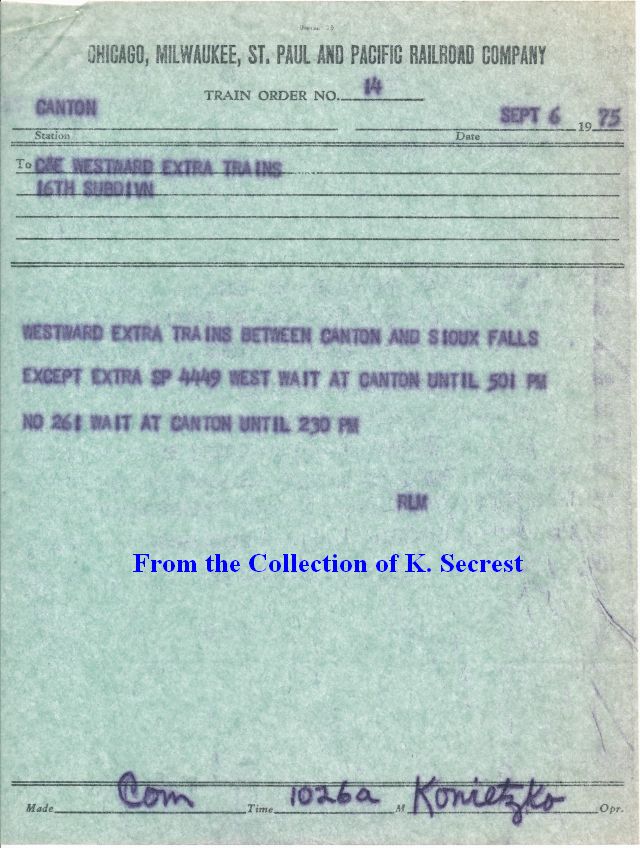 CHICAGO, MILWAUKEE, ST. PAUL AND PACIFIC RAILROAD COMPANY
TRAIN ORDER NO. 14
CANTON SEPT 6 1975
Station Date
To C&E WESTWARD EXTRA TRAINS
16TH SUBDIVN
WESTWARD EXTRA TRAINS BETWEEN CANTON AND SIOUX FALLS
EXCEPT EXTRA SP 4449 WEST WAIT AT CANTON UNTIL 501 PM
NO 261 WAIT AT CANTON UNTIL 230 PM
RLM
From the Collection of K. Secrest
Made Com Time 1026a M Konietzko Opr.